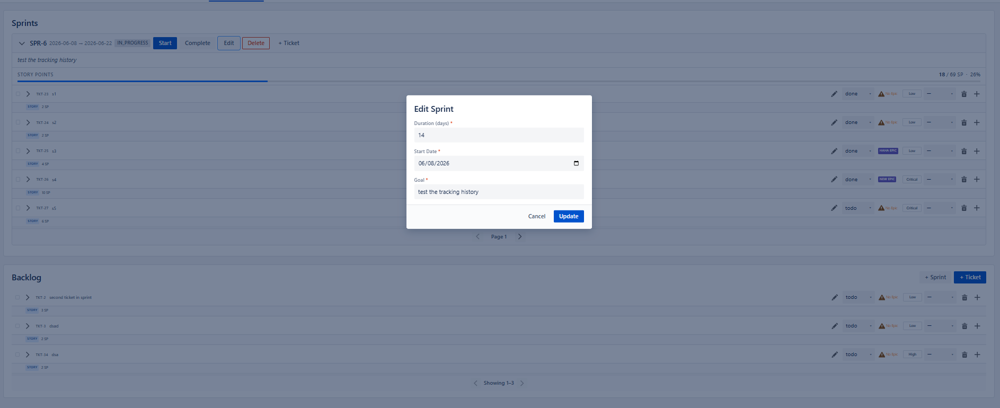 Sprints
SPR-6 2026-06-08 → 2026-06-22 IN_PROGRESS Start Complete Edit Delete + Ticket
test the tracking history
STORY POINTS 18 / 69 SP · 26%
TKT-23 s1 done No Epic Low —
STORY 2 SP
TKT-24 s2 done No Epic Low —
STORY 2 SP
TKT-25 s3 done HAHA EPIC Low —
STORY 4 SP
TKT-26 s4 done NEW EPIC Critical —
STORY 10 SP
TKT-27 s5 todo No Epic Critical —
STORY 6 SP
Page 1
Edit Sprint
Duration (days) *
14
Start Date *
06/08/2026
Goal *
test the tracking history
Cancel Update
Backlog + Sprint + Ticket
TKT-2 second ticket in sprint todo No Epic Low —
STORY 3 SP
TKT-3 dsad todo No Epic Low —
STORY 2 SP
TKT-34 dsa todo No Epic High —
STORY 2 SP
Showing 1–3